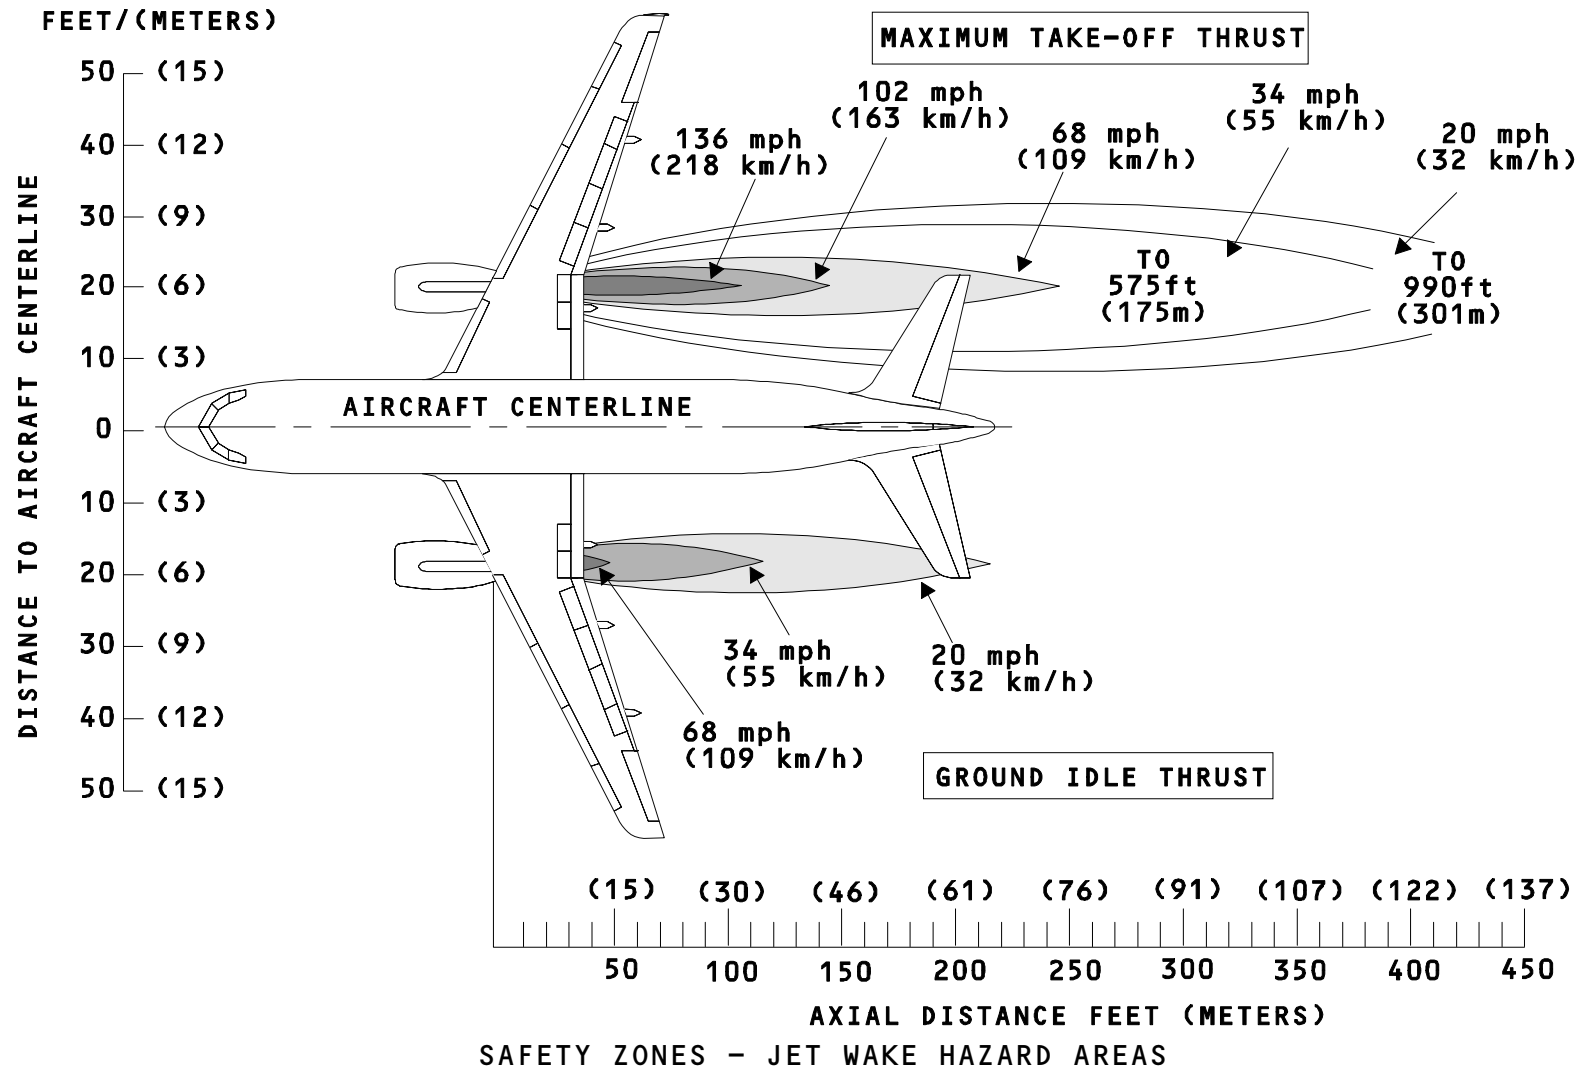 FEET/(METERS)
50 (15)
40 (12)
30 (9)
20 (6)
10 (3)
0
10 (3)
20 (6)
30 (9)
40 (12)
50 (15)
DISTANCE TO AIRCRAFT CENTERLINE
MAXIMUM TAKE-OFF THRUST
136 mph
(218 km/h)
102 mph
(163 km/h)
68 mph
(109 km/h)
34 mph
(55 km/h)
20 mph
(32 km/h)
TO
575ft
(175m)
TO
990ft
(301m)
AIRCRAFT CENTERLINE
34 mph
(55 km/h)
20 mph
(32 km/h)
68 mph
(109 km/h)
GROUND IDLE THRUST
(15) (30) (46) (61) (76) (91) (107) (122) (137)
50 100 150 200 250 300 350 400 450
AXIAL DISTANCE FEET (METERS)
SAFETY ZONES – JET WAKE HAZARD AREAS